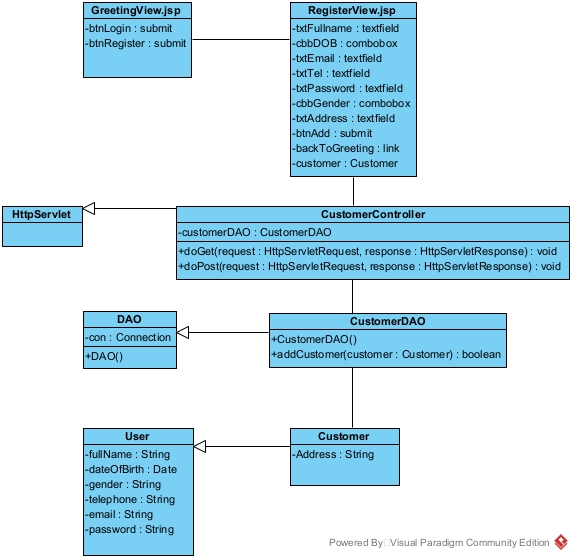 GreetingView.jsp
-btnLogin : submit
-btnRegister : submit
RegisterView.jsp
-txtFullname : textfield
-cbbDOB : combobox
-txtEmail : textfield
-txtTel : textfield
-txtPassword : textfield
-cbbGender : combobox
-txtAddress : textfield
-btnAdd : submit
-backToGreeting : link
-customer : Customer
HttpServlet
CustomerController
-customerDAO : CustomerDAO
+doGet(request : HttpServletRequest, response : HttpServletResponse) : void
+doPost(request : HttpServletRequest, response : HttpServletResponse) : void
DAO
-con : Connection
+DAO()
CustomerDAO
+CustomerDAO()
+addCustomer(customer : Customer) : boolean
User
-fullName : String
-dateOfBirth : Date
-gender : String
-telephone : String
-email : String
-password : String
Customer
-Address : String
Powered By Visual Paradigm Community Edition